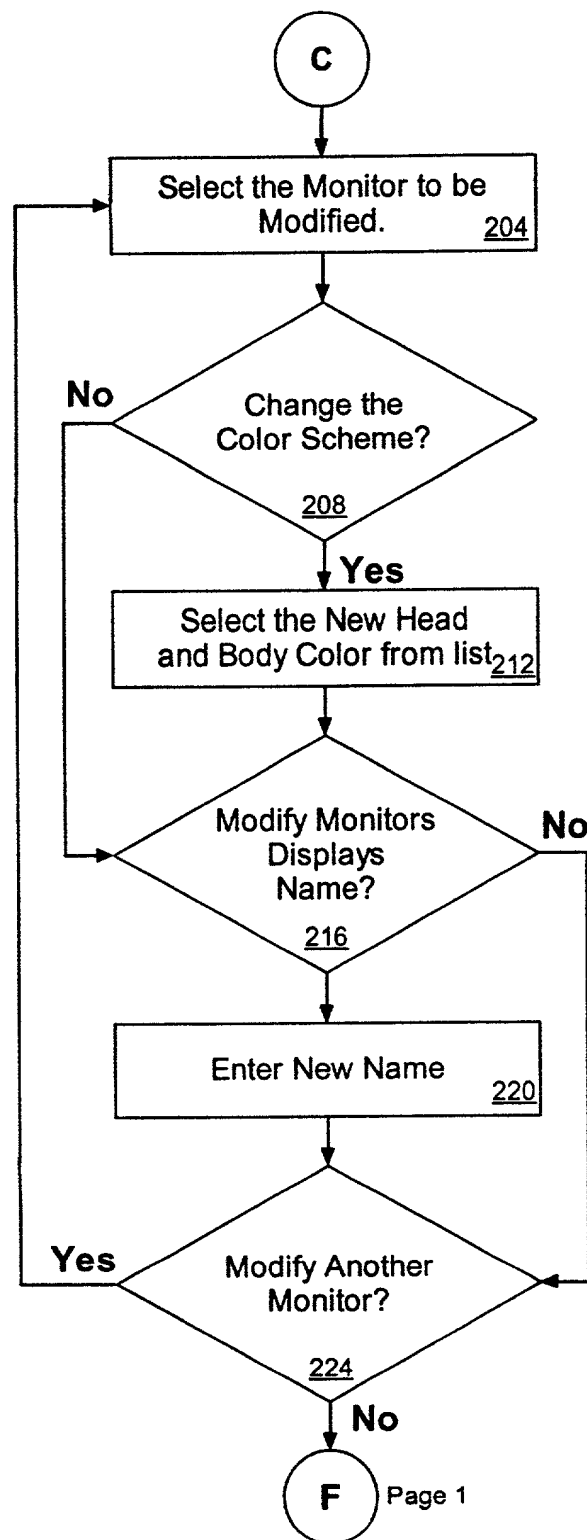 C
Select the Monitor to be
Modified.
204
No
Change the
Color Scheme?
208
Yes
Select the New Head
and Body Color from list
212
Modify Monitors
Displays
Name?
No
216
Enter New Name
220
Yes
Modify Another
Monitor?
224
No
F
Page 1